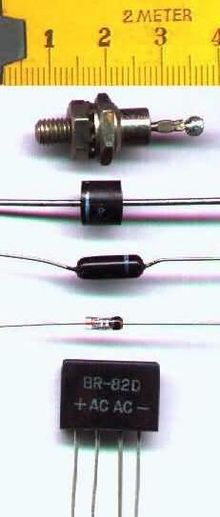 2 METER
1 2 3 4
BR-82D
+ AC AC -